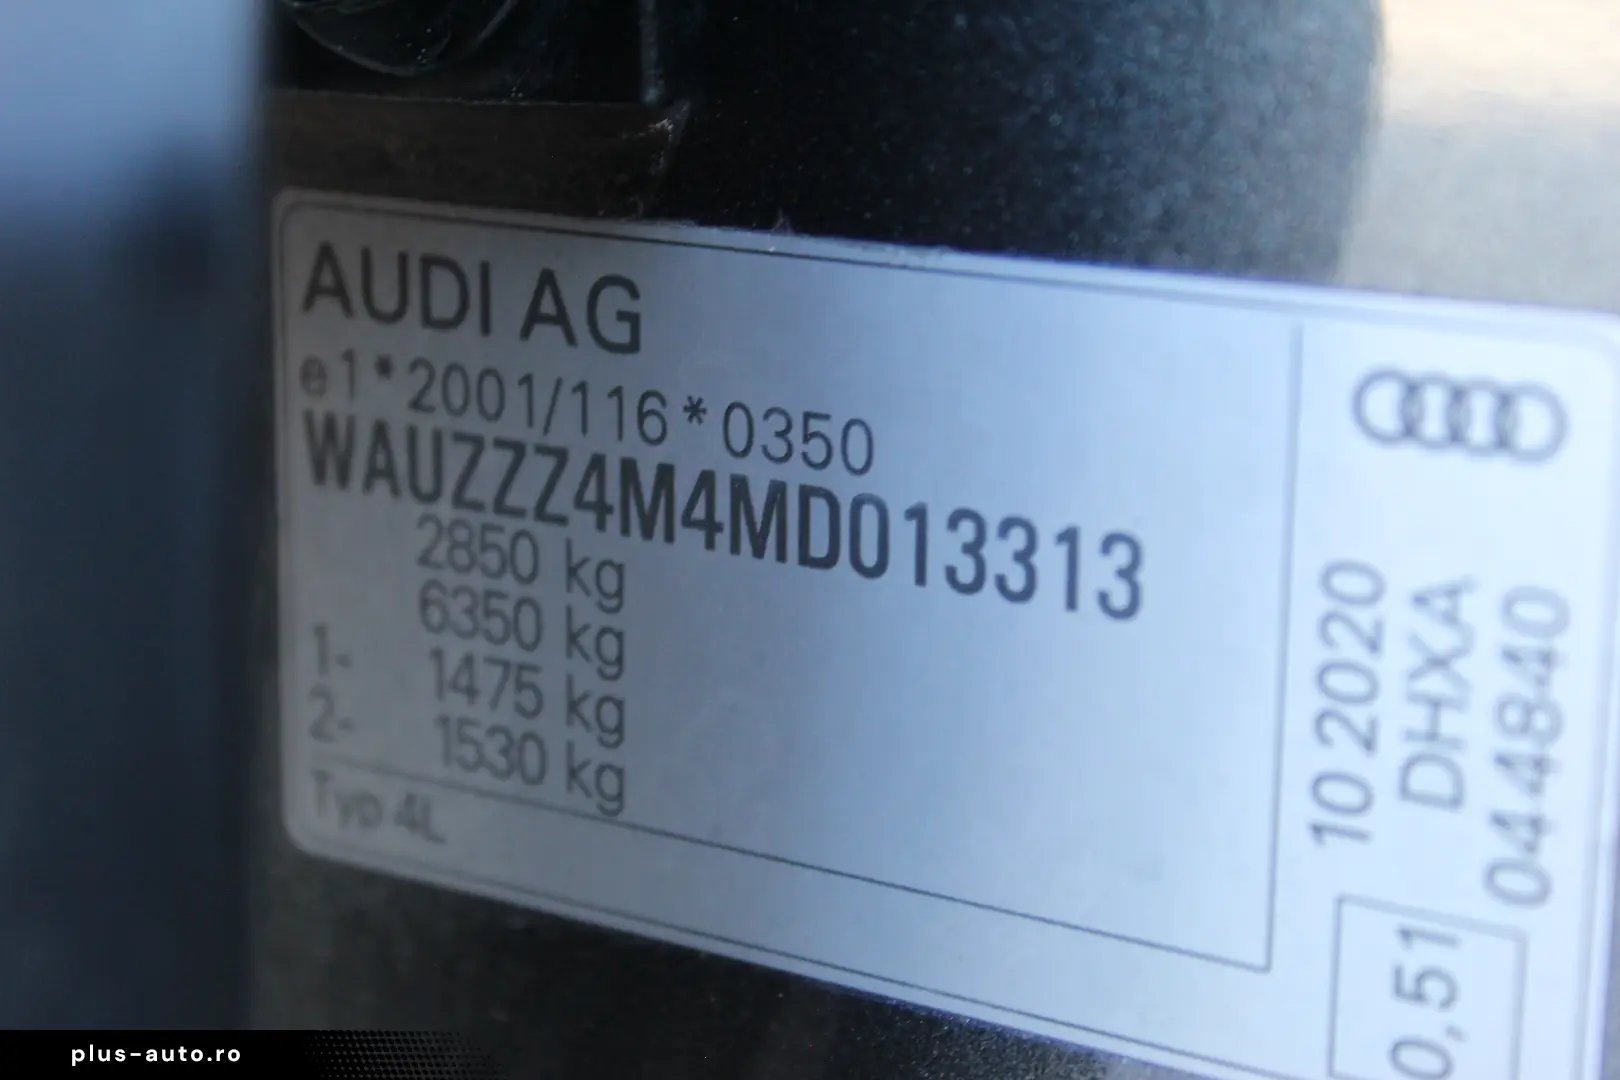 AUDI AG
e1*2001/116*0350
WAUZZZ4M4MD013313
2850 kg
6350 kg
1- 1475 kg
2- 1530 kg
Typ 4L
10 2020
DHXA
044840
0,51
plus-auto.ro